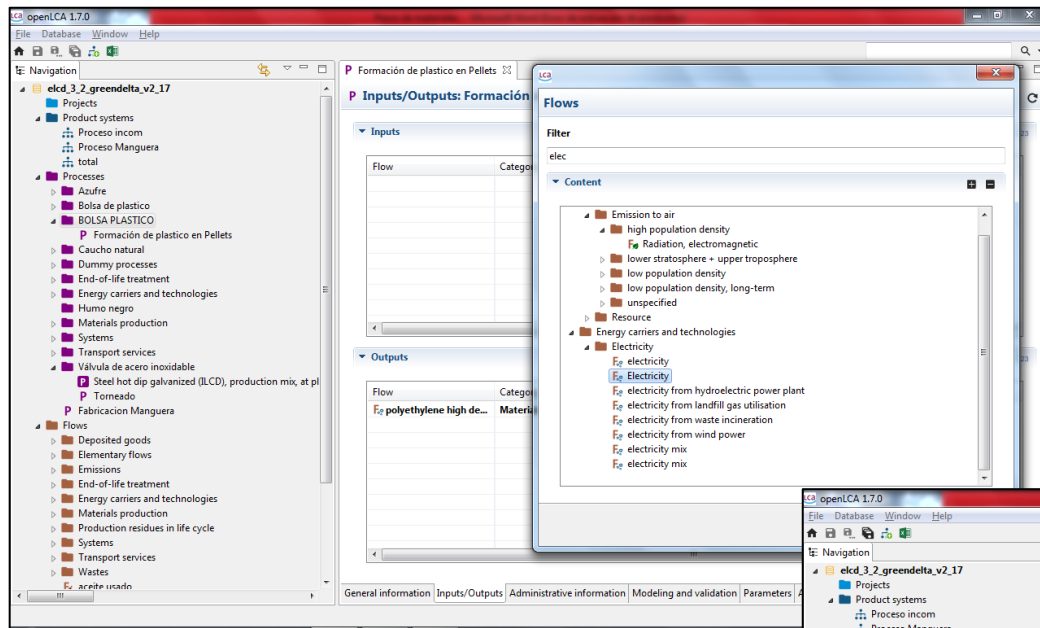 openLCA 1.7.0
File Database Window Help
Navigation
elcd_3_2_greendelta_v2_17
Projects
Product systems
Proceso incom
Proceso Manguera
total
Processes
Azufre
Bolsa de plastico
BOLSA PLASTICO
P Formación de plastico en Pellets
Caucho natural
Dummy processes
End-of-life treatment
Energy carriers and technologies
Humo negro
Materials production
Systems
Transport services
Válvula de acero inoxidable
P Steel hot dip galvanized (ILCD), production mix, at pl
P Torneado
P Fabricacion Manguera
Flows
Deposited goods
Elementary flows
Emissions
End-of-life treatment
Energy carriers and technologies
Materials production
Production residues in life cycle
Systems
Transport services
Wastes
aceite usado
P Formación de plastico en Pellets
P Inputs/Outputs: Formación
Inputs
Flow Catego
Outputs
Flow Catego
polyethylene high de... Materia
General information Inputs/Outputs Administrative information Modeling and validation Parameters A
LCA
Flows
Filter
elec
Content
Emission to air
high population density
Radiation, electromagnetic
lower stratosphere + upper troposphere
low population density
low population density, long-term
unspecified
Resource
Energy carriers and technologies
Electricity
electricity
Electricity
electricity from hydroelectric power plant
electricity from landfill gas utilisation
electricity from waste incineration
electricity from wind power
electricity mix
electricity mix
openLCA 1.7.0
File Database Window Help
Navigation
elcd_3_2_greendelta_v2_17
Projects
Product systems
Proceso incom
Proceso Manguera